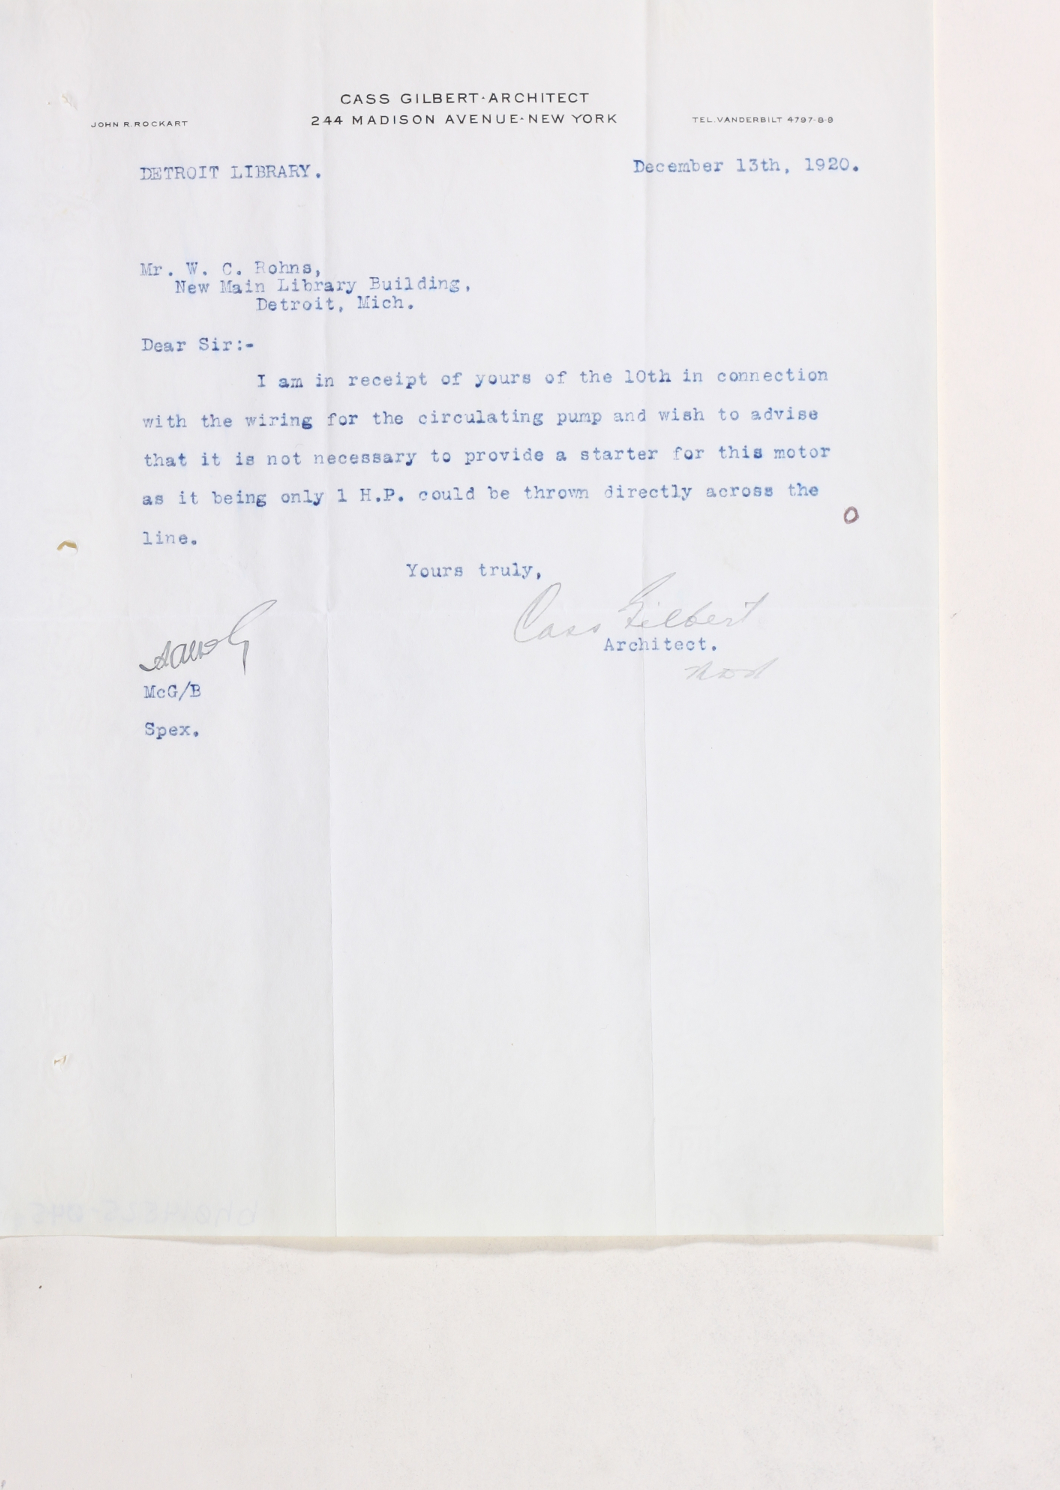 CASS GILBERT·ARCHITECT
244 MADISON AVENUE·NEW YORK
JOHN R. ROCKART
TEL. VANDERBILT 4797-8-9
DETROIT LIBRARY.
December 13th, 1920.
Mr. W. C. Rohns,
New Main Library Building,
Detroit, Mich.
Dear Sir:-
I am in receipt of yours of the 10th in connection
with the wiring for the circulating pump and wish to advise
that it is not necessary to provide a starter for this motor
as it being only 1 H.P. could be thrown directly across the
line.
Yours truly,
Cass Gilbert
Architect.
McG/B
Spex.